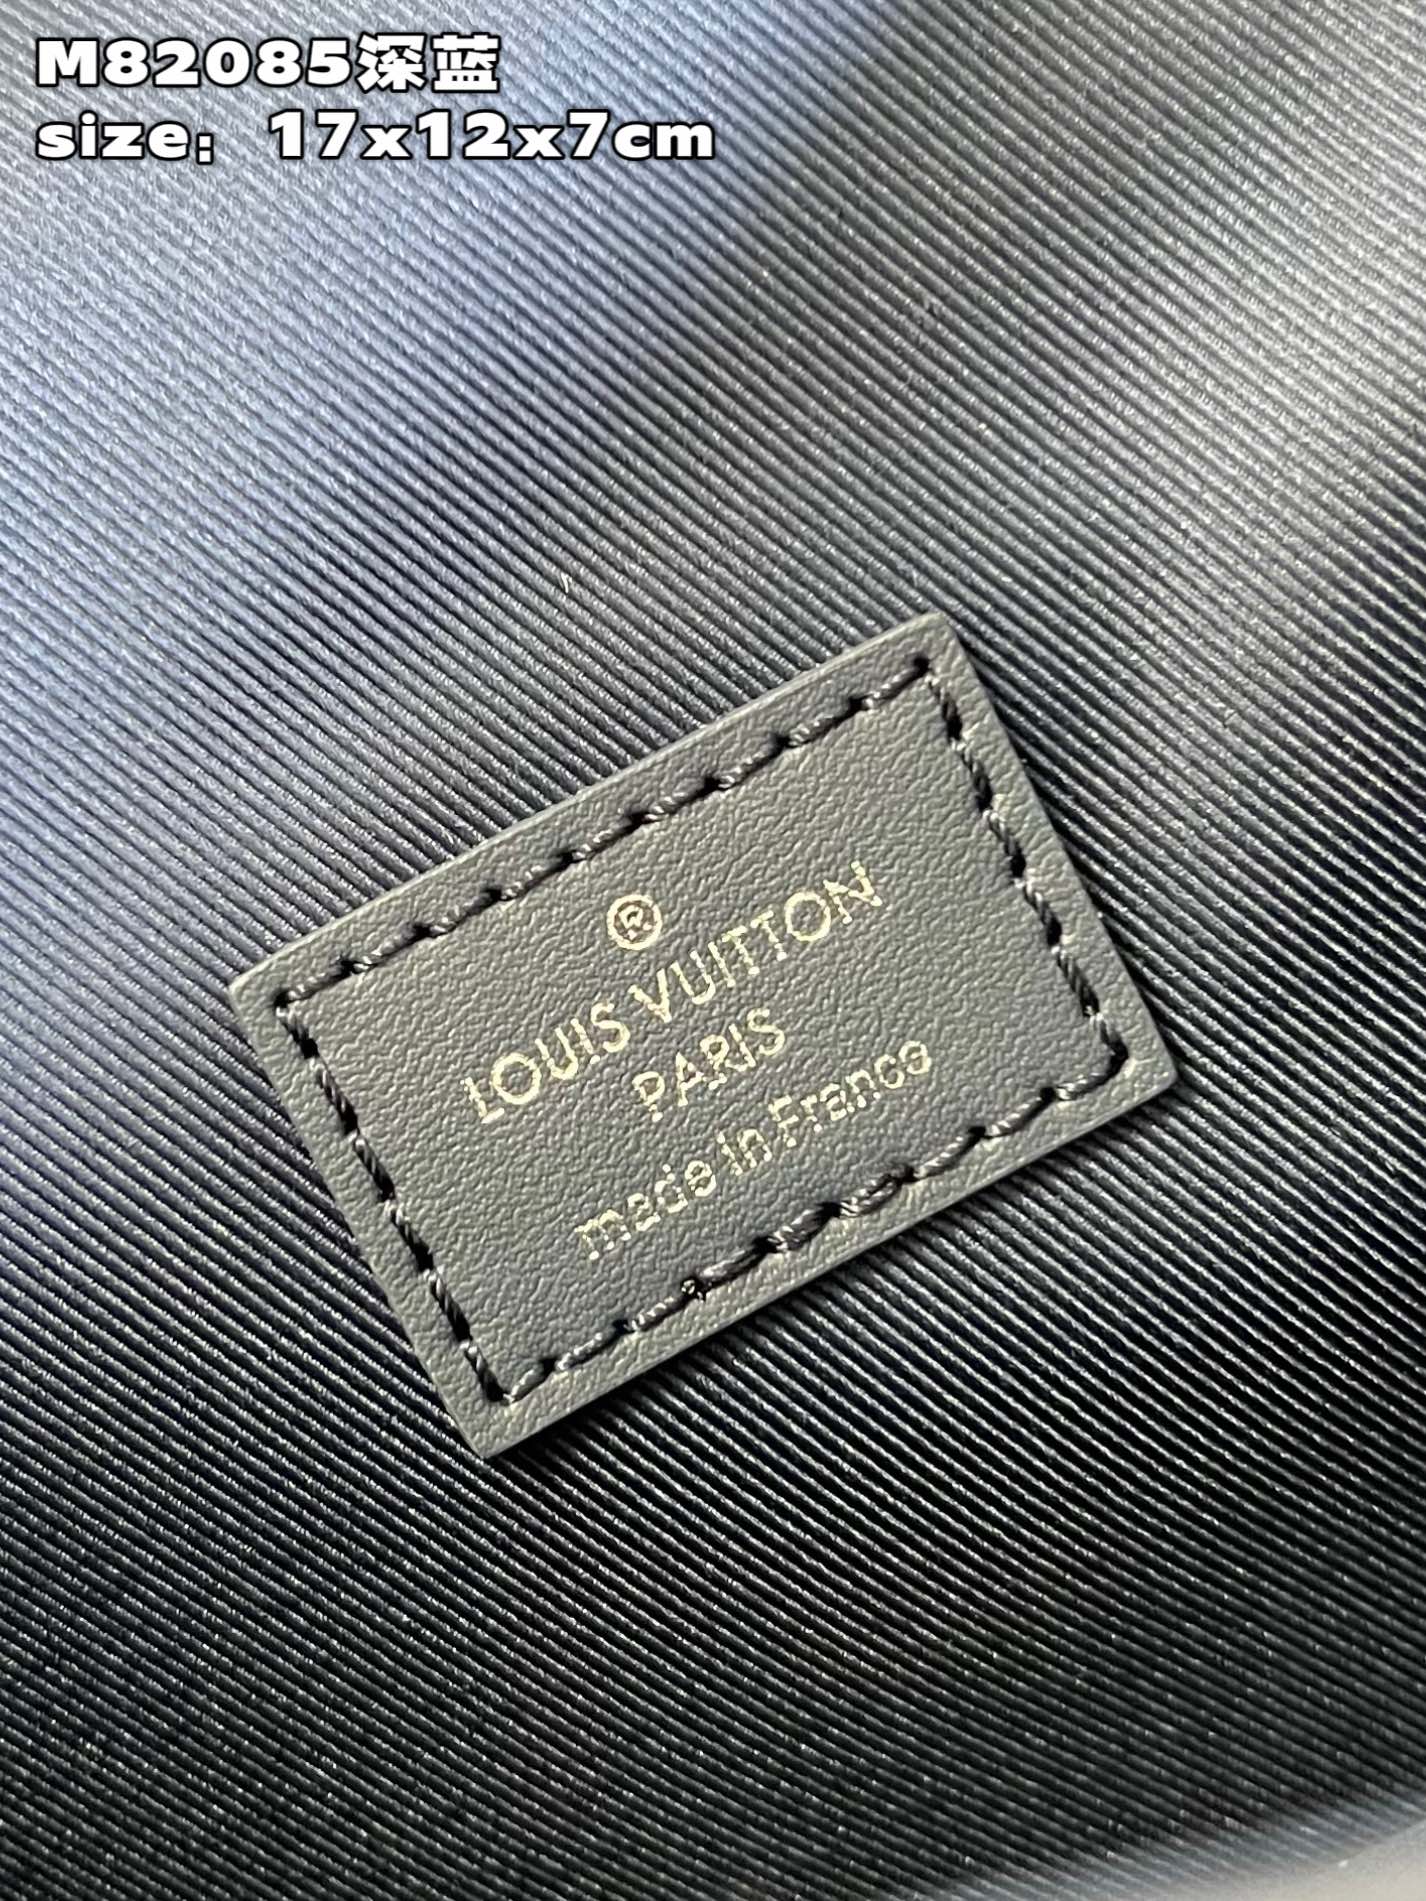 M82085深蓝
size：17x12x7cm
®
LOUIS VUITTON
PARIS
made in France